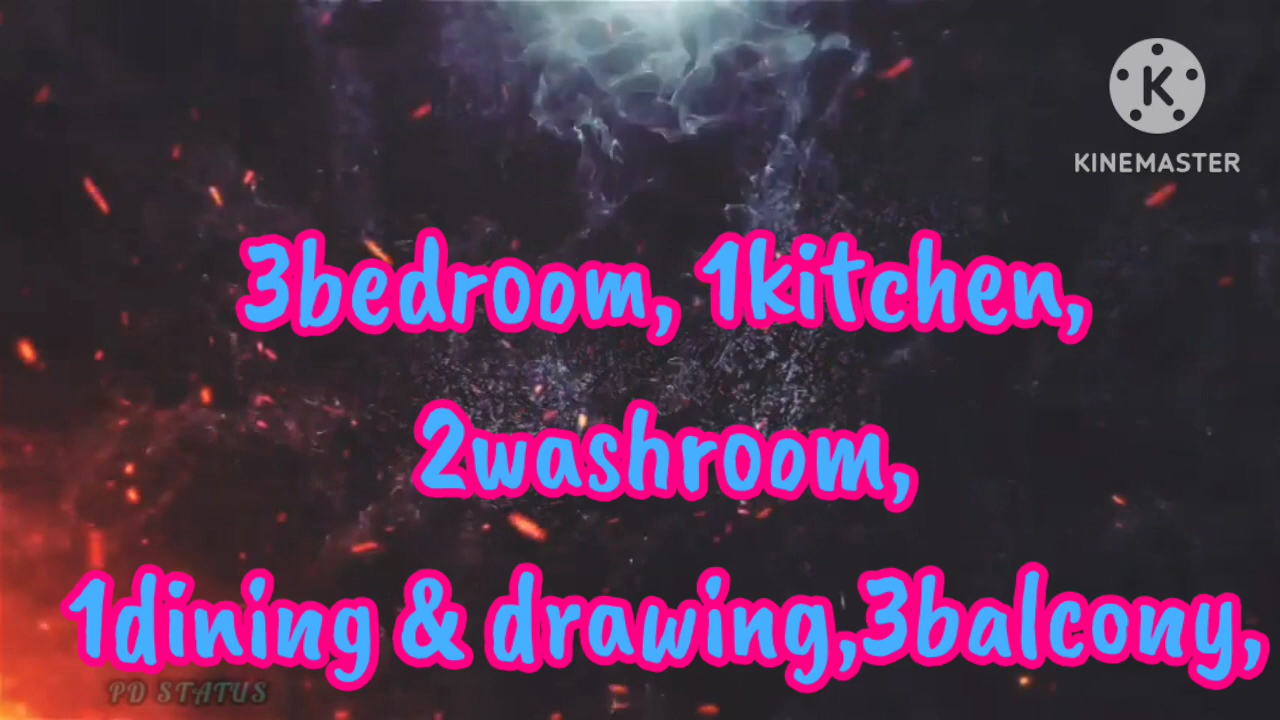 KINEMASTER
3bedroom, 1kitchen,
2washroom,
1dining & drawing,3balcony,
PD STATUS